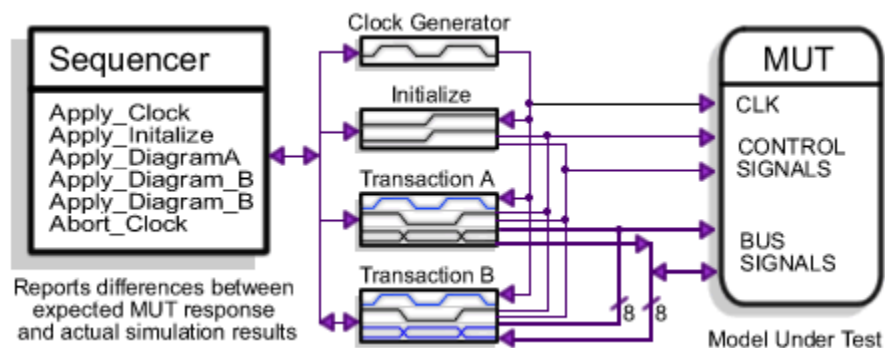 Sequencer
Apply_Clock
Apply_Initalize
Apply_DiagramA
Apply_Diagram_B
Apply_Diagram_B
Abort_Clock
Reports differences between
expected MUT response
and actual simulation results
Clock Generator
Initialize
Transaction A
Transaction B
8
8
MUT
CLK
CONTROL
SIGNALS
BUS
SIGNALS
Model Under Test